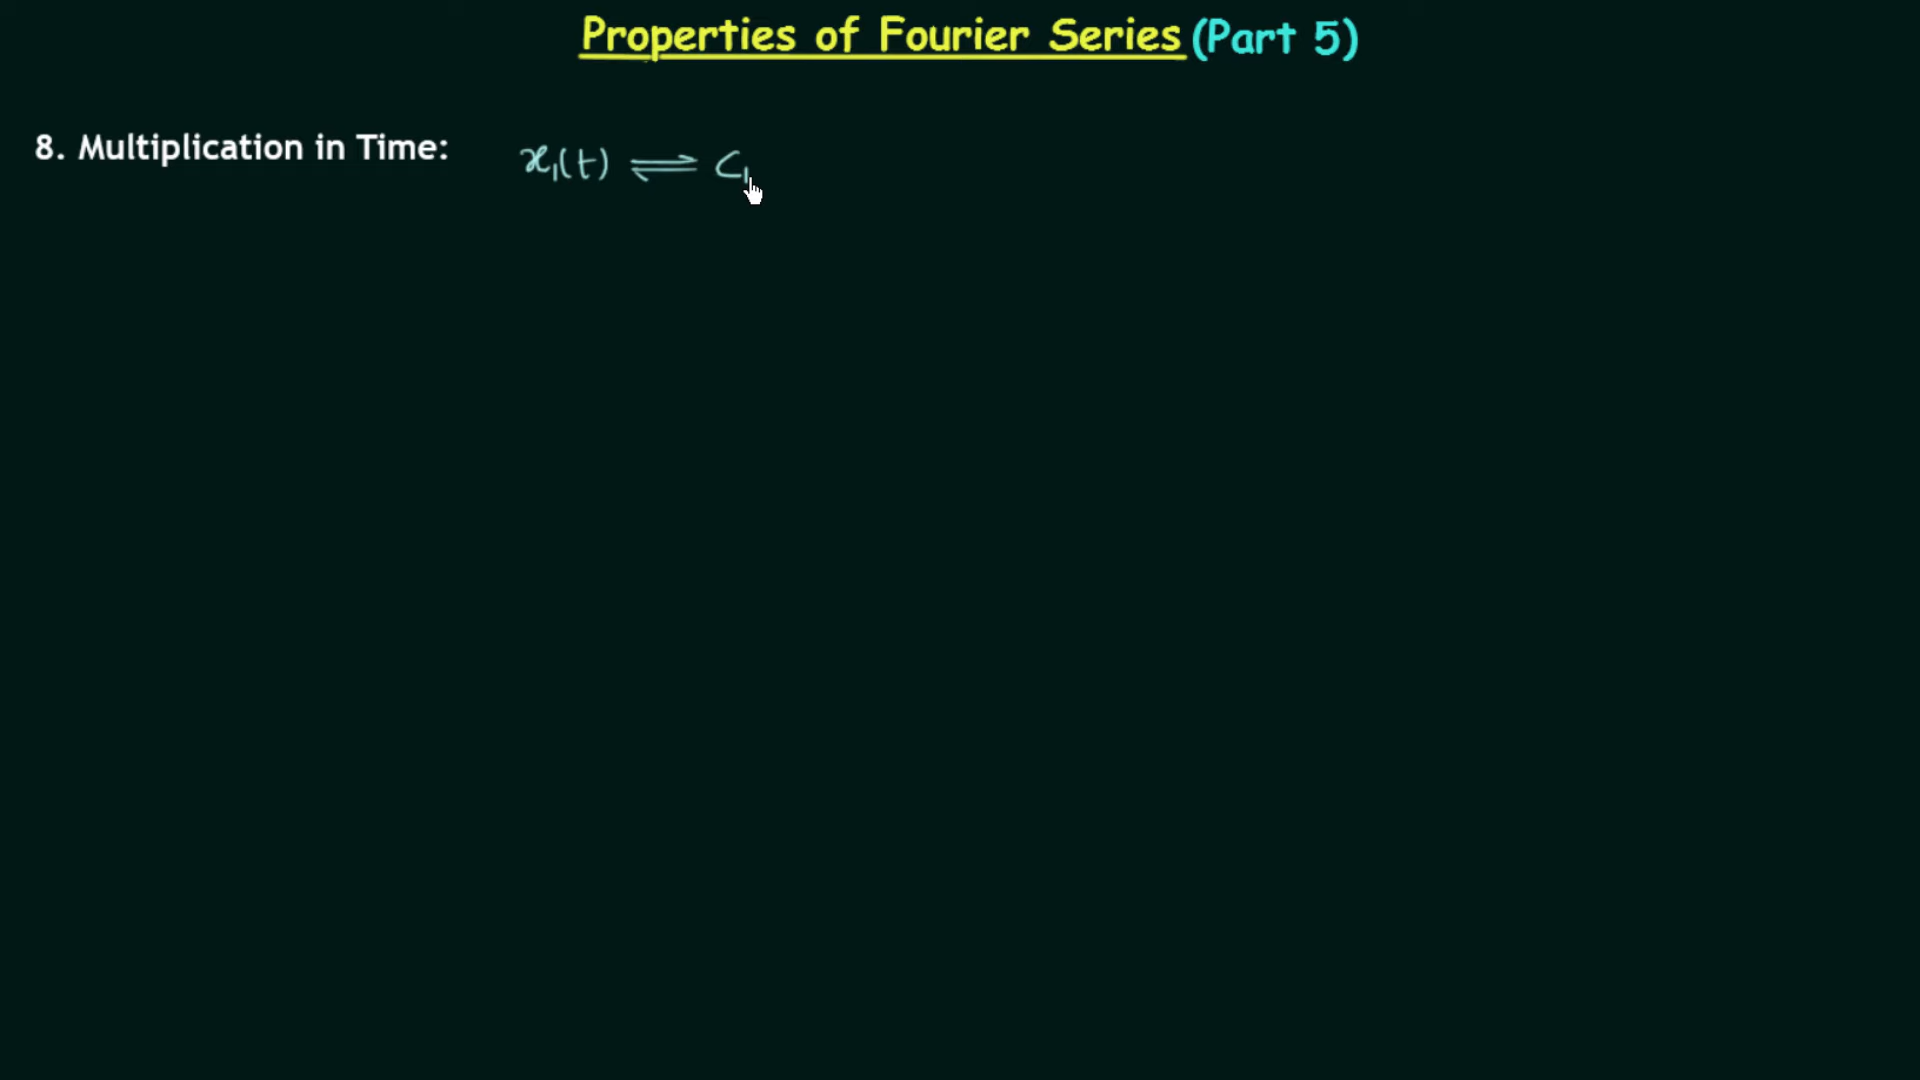 Properties of Fourier Series (Part 5)
8. Multiplication in Time: x₁(t) ⇌ C₁